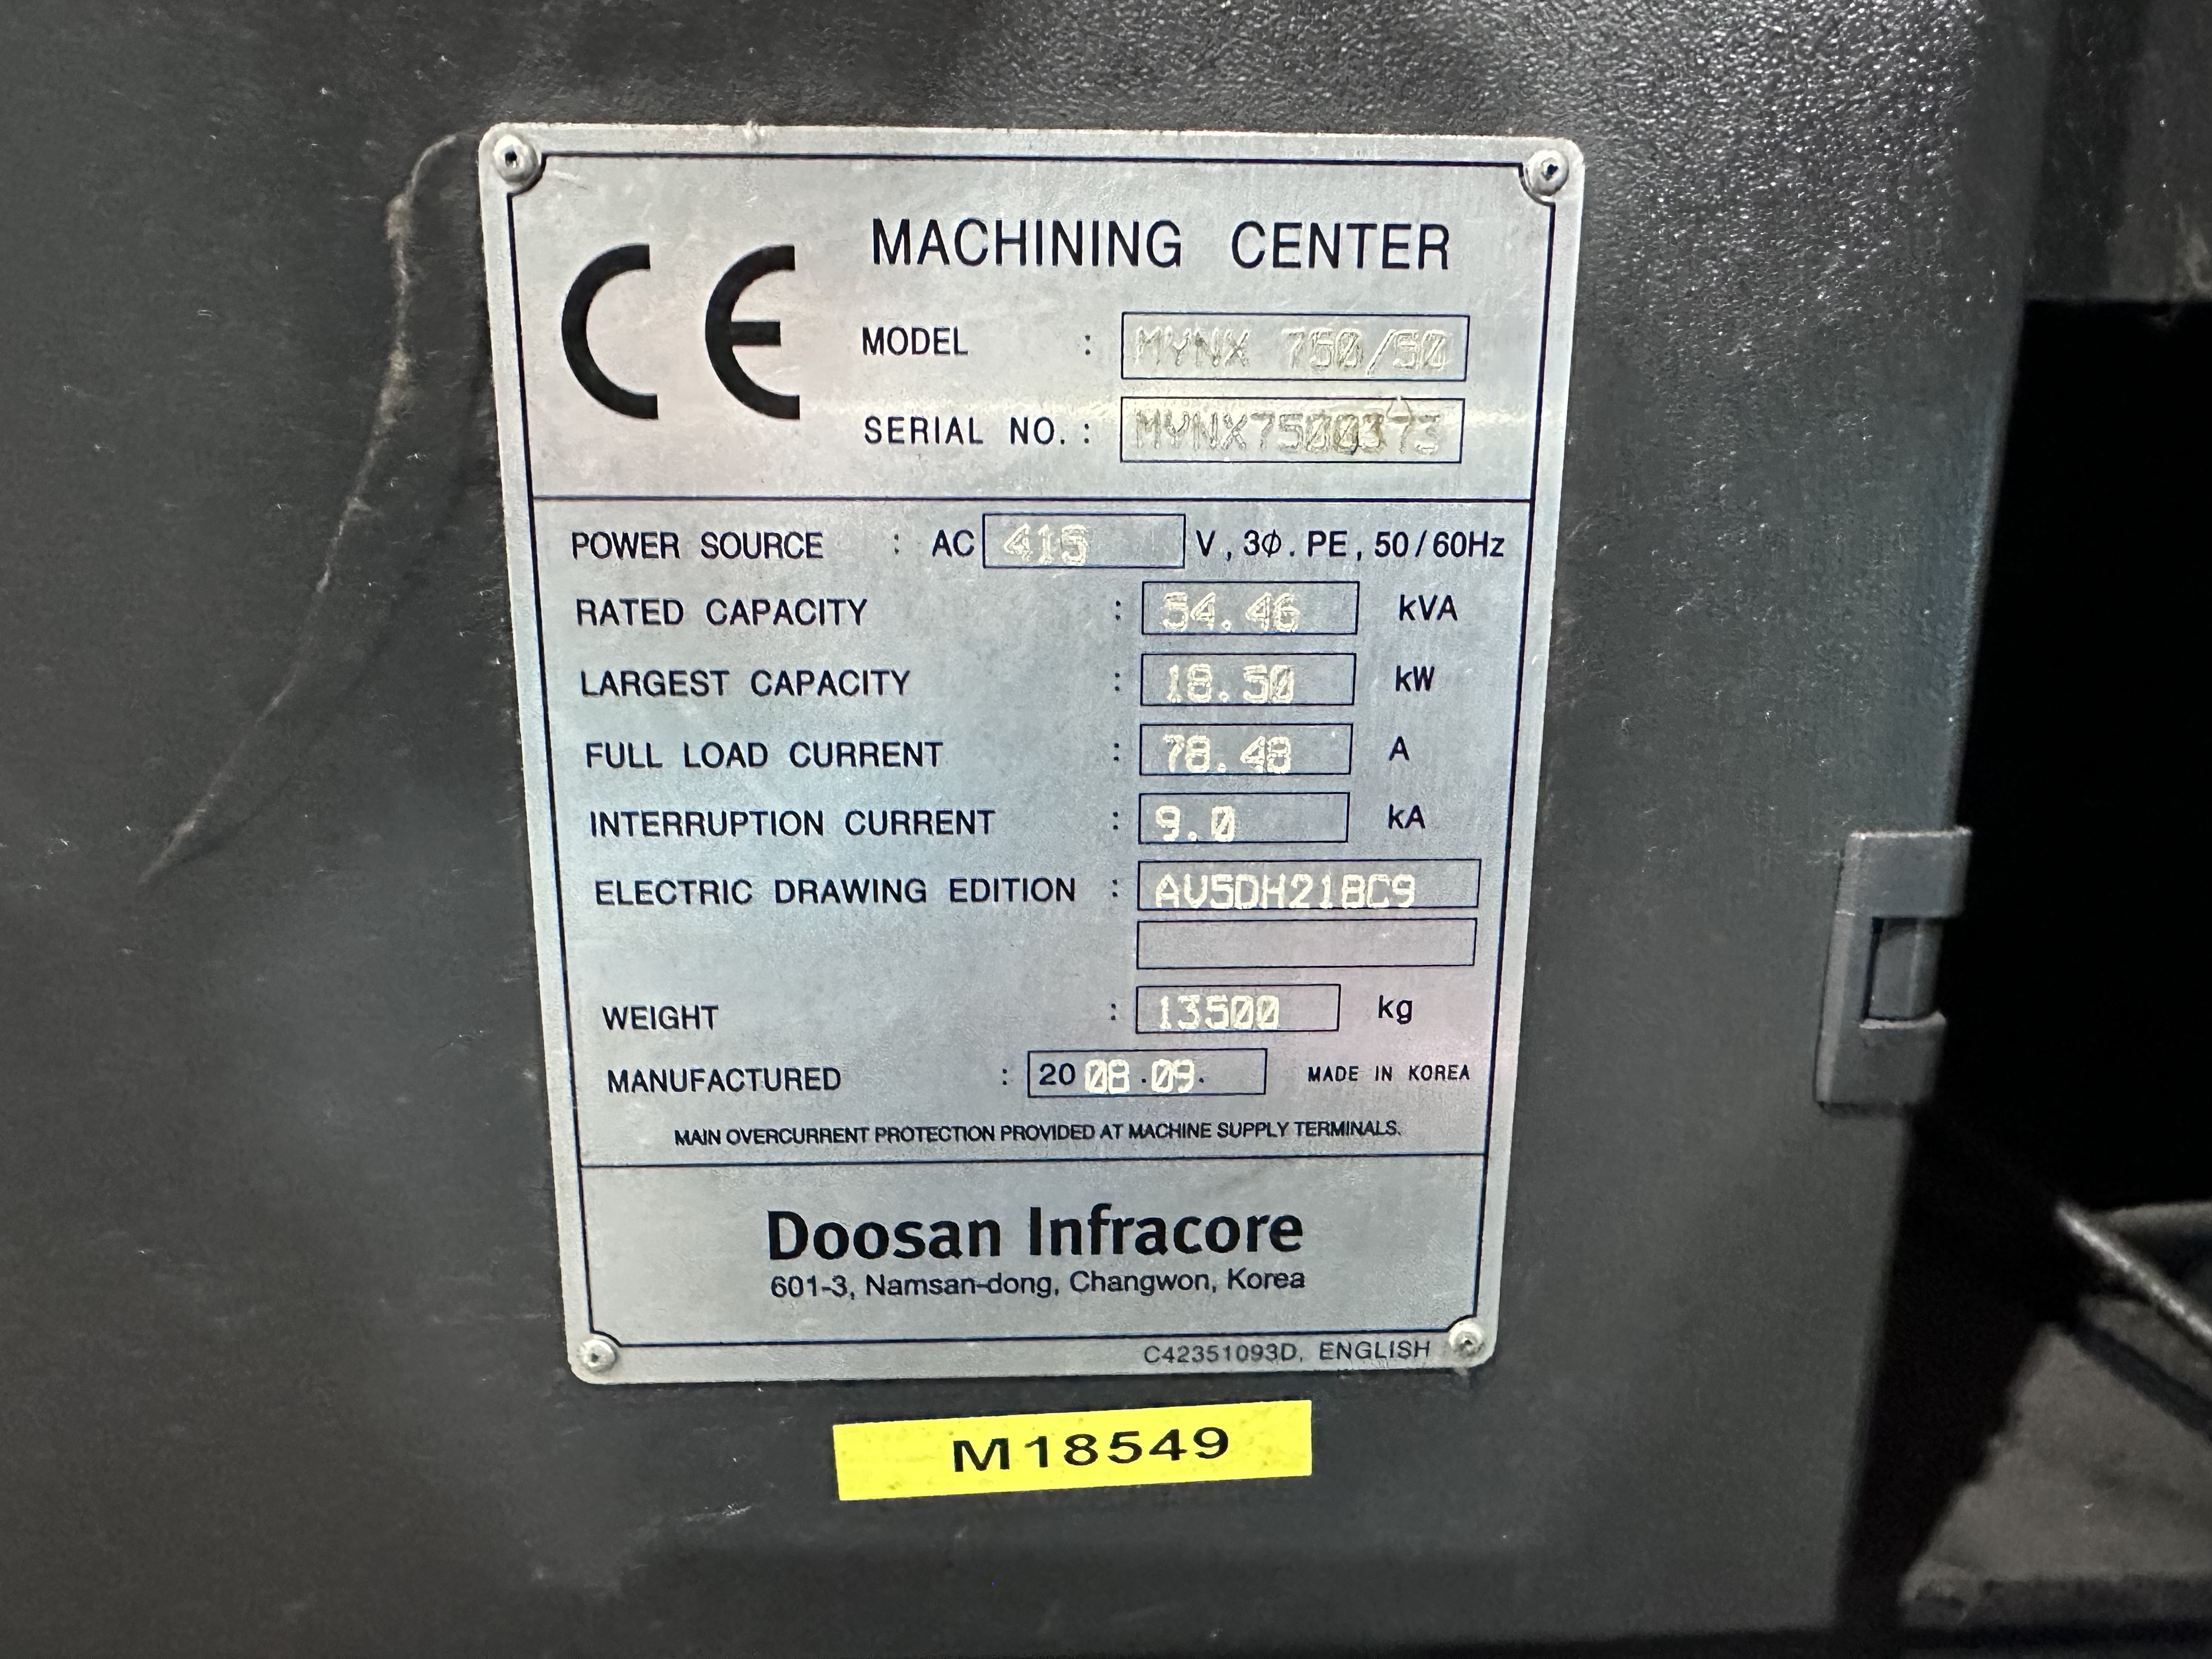 CE
MACHINING CENTER
MODEL : MYNX 750/50
SERIAL NO. : MYNX7500373
POWER SOURCE : AC 415 V, 3Φ. PE, 50/60Hz
RATED CAPACITY : 54.46 kVA
LARGEST CAPACITY : 18.50 kW
FULL LOAD CURRENT : 78.48 A
INTERRUPTION CURRENT : 9.0 kA
ELECTRIC DRAWING EDITION : AV5DH218C9
WEIGHT : 13500 kg
MANUFACTURED : 2008.09. MADE IN KOREA
MAIN OVERCURRENT PROTECTION PROVIDED AT MACHINE SUPPLY TERMINALS.
Doosan Infracore
601-3, Namsan-dong, Changwon, Korea
C42351093D, ENGLISH
M18549